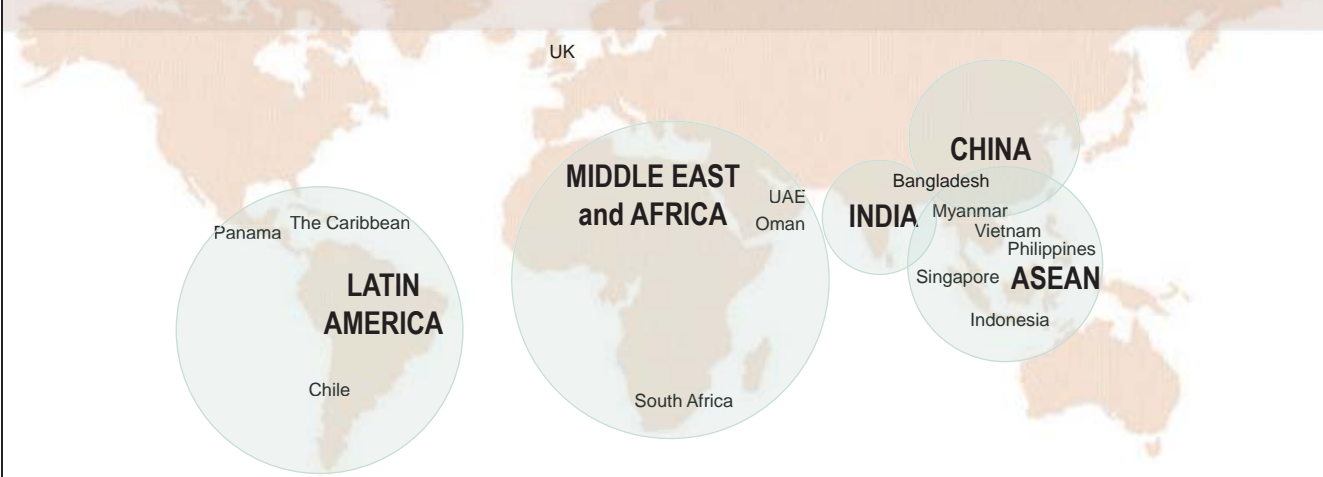 UK
CHINA
Bangladesh
MIDDLE EAST
and AFRICA
UAE
Oman
INDIA
Myanmar
Vietnam
Philippines
Singapore
ASEAN
Indonesia
The Caribbean
Panama
LATIN
AMERICA
Chile
South Africa